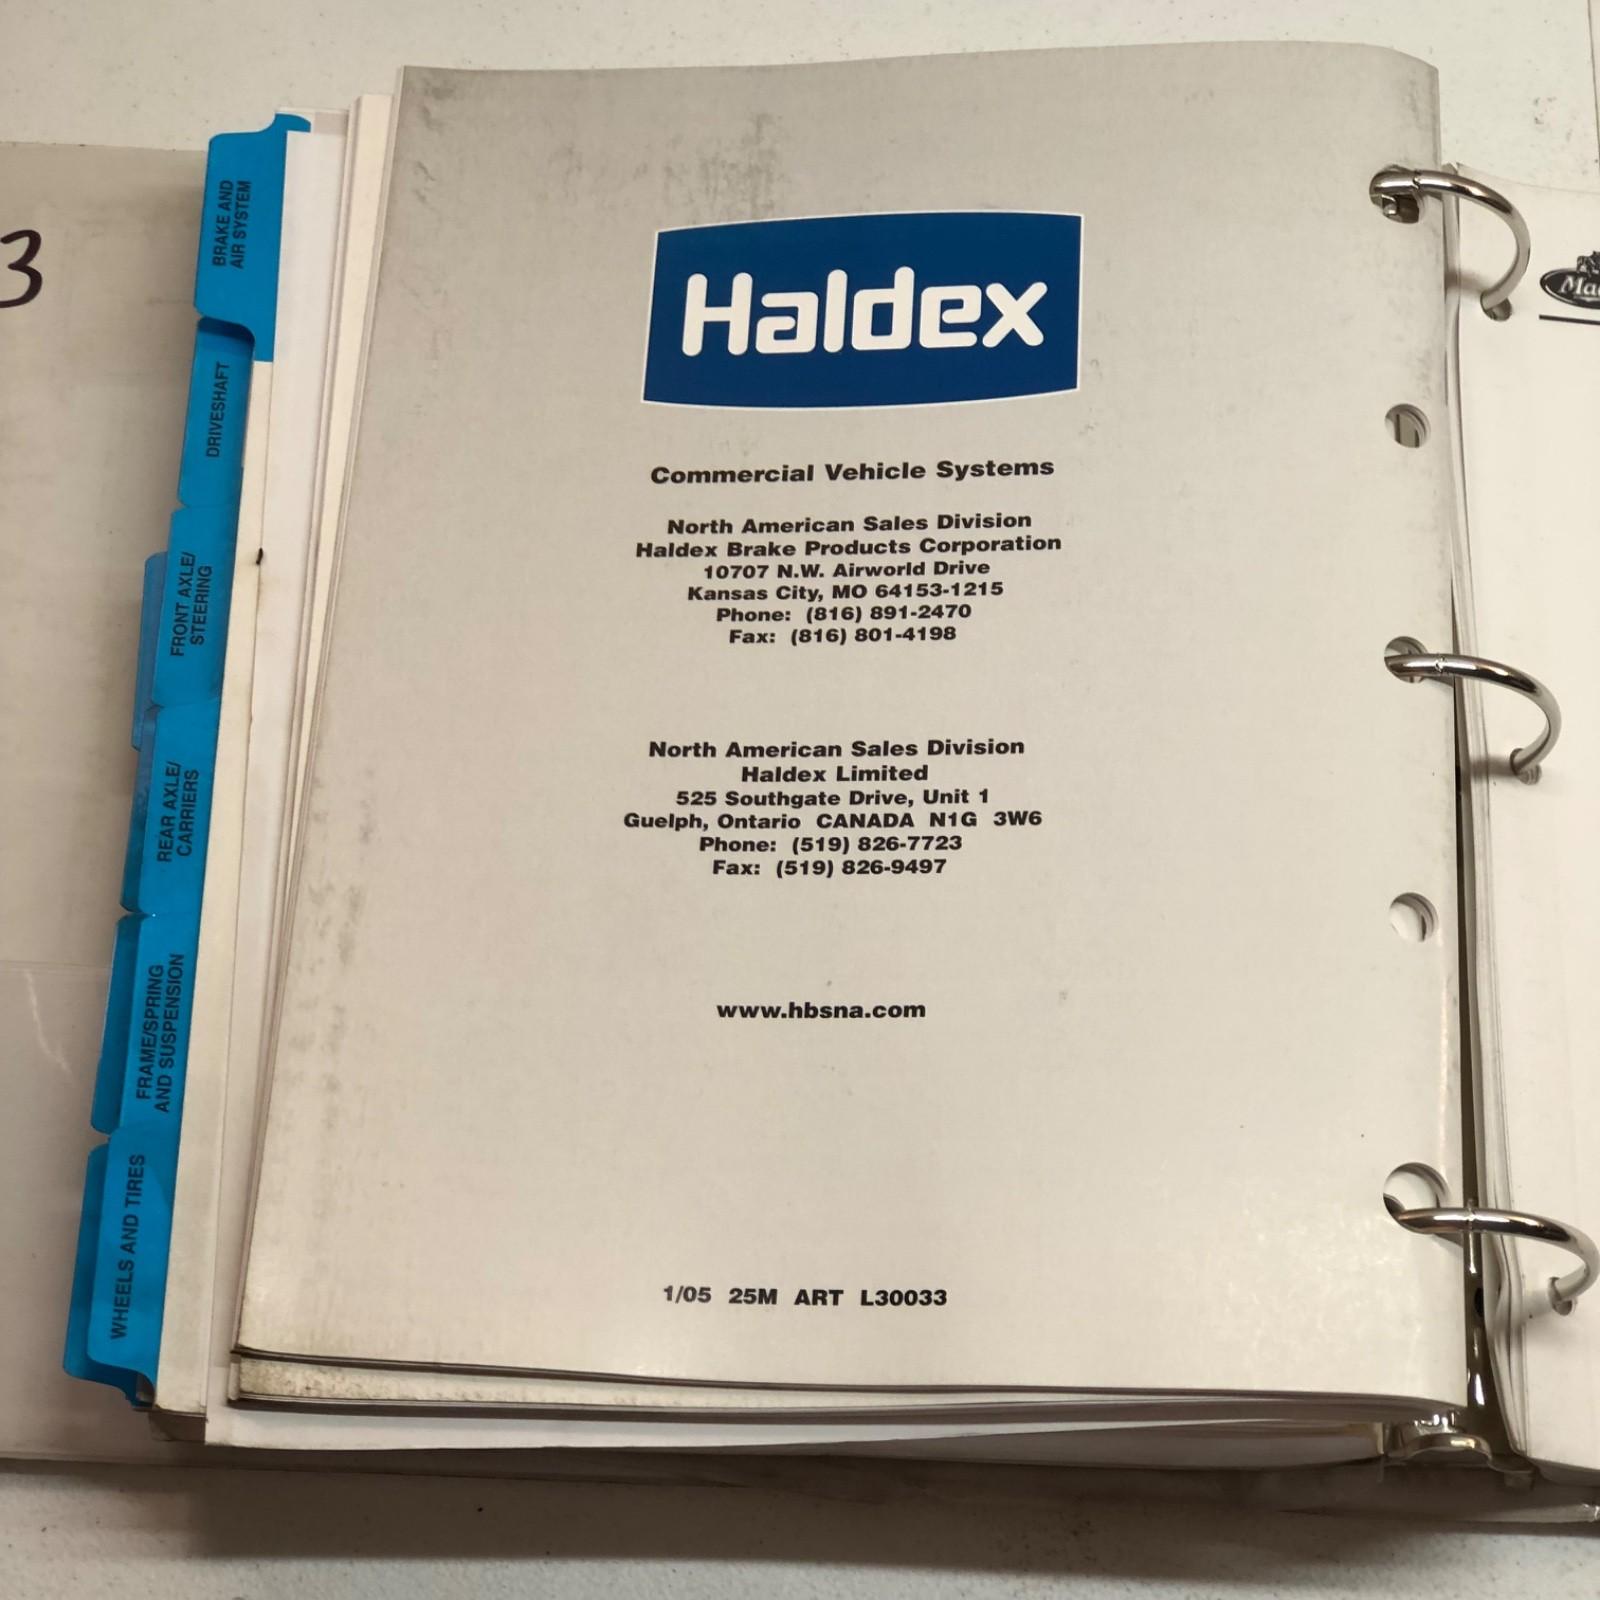 3
BRAKE AND
AIR SYSTEM
DRIVESHAFT
FRONT AXLE/
STEERING
REAR AXLE/
CARRIERS
FRAME/SPRING
AND SUSPENSION
WHEELS AND TIRES
Haldex
Commercial Vehicle Systems
North American Sales Division
Haldex Brake Products Corporation
10707 N.W. Airworld Drive
Kansas City, MO 64153-1215
Phone: (816) 891-2470
Fax: (816) 801-4198
North American Sales Division
Haldex Limited
525 Southgate Drive, Unit 1
Guelph, Ontario CANADA N1G 3W6
Phone: (519) 826-7723
Fax: (519) 826-9497
www.hbsna.com
1/05 25M ART L30033